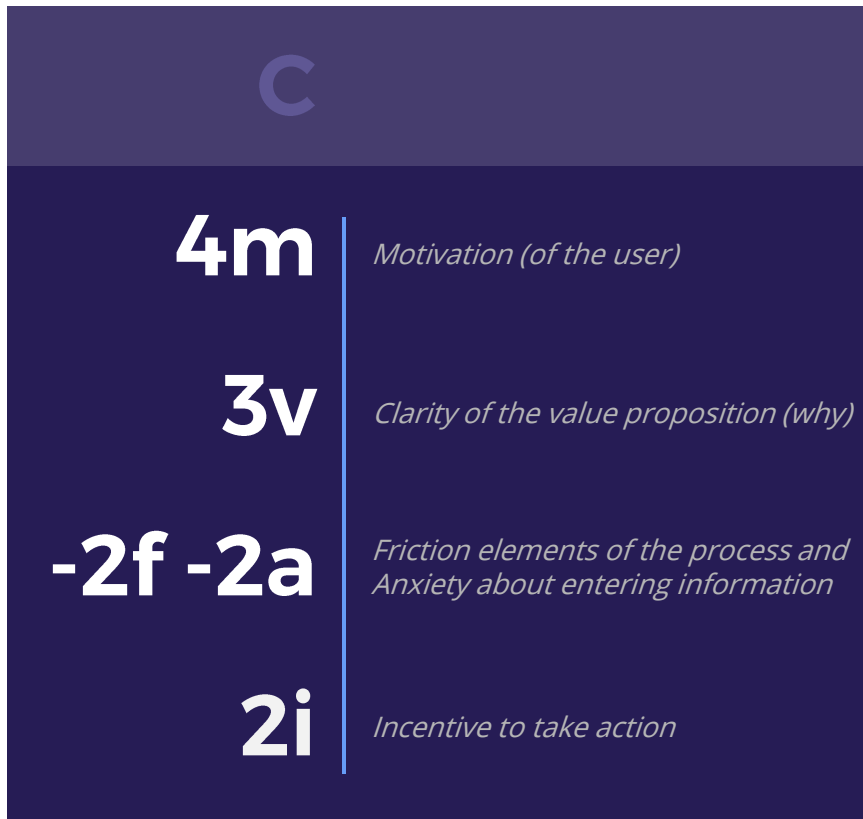 C
4m
Motivation (of the user)
3v
Clarity of the value proposition (why)
-2f -2a
Friction elements of the process and
Anxiety about entering information
2i
Incentive to take action